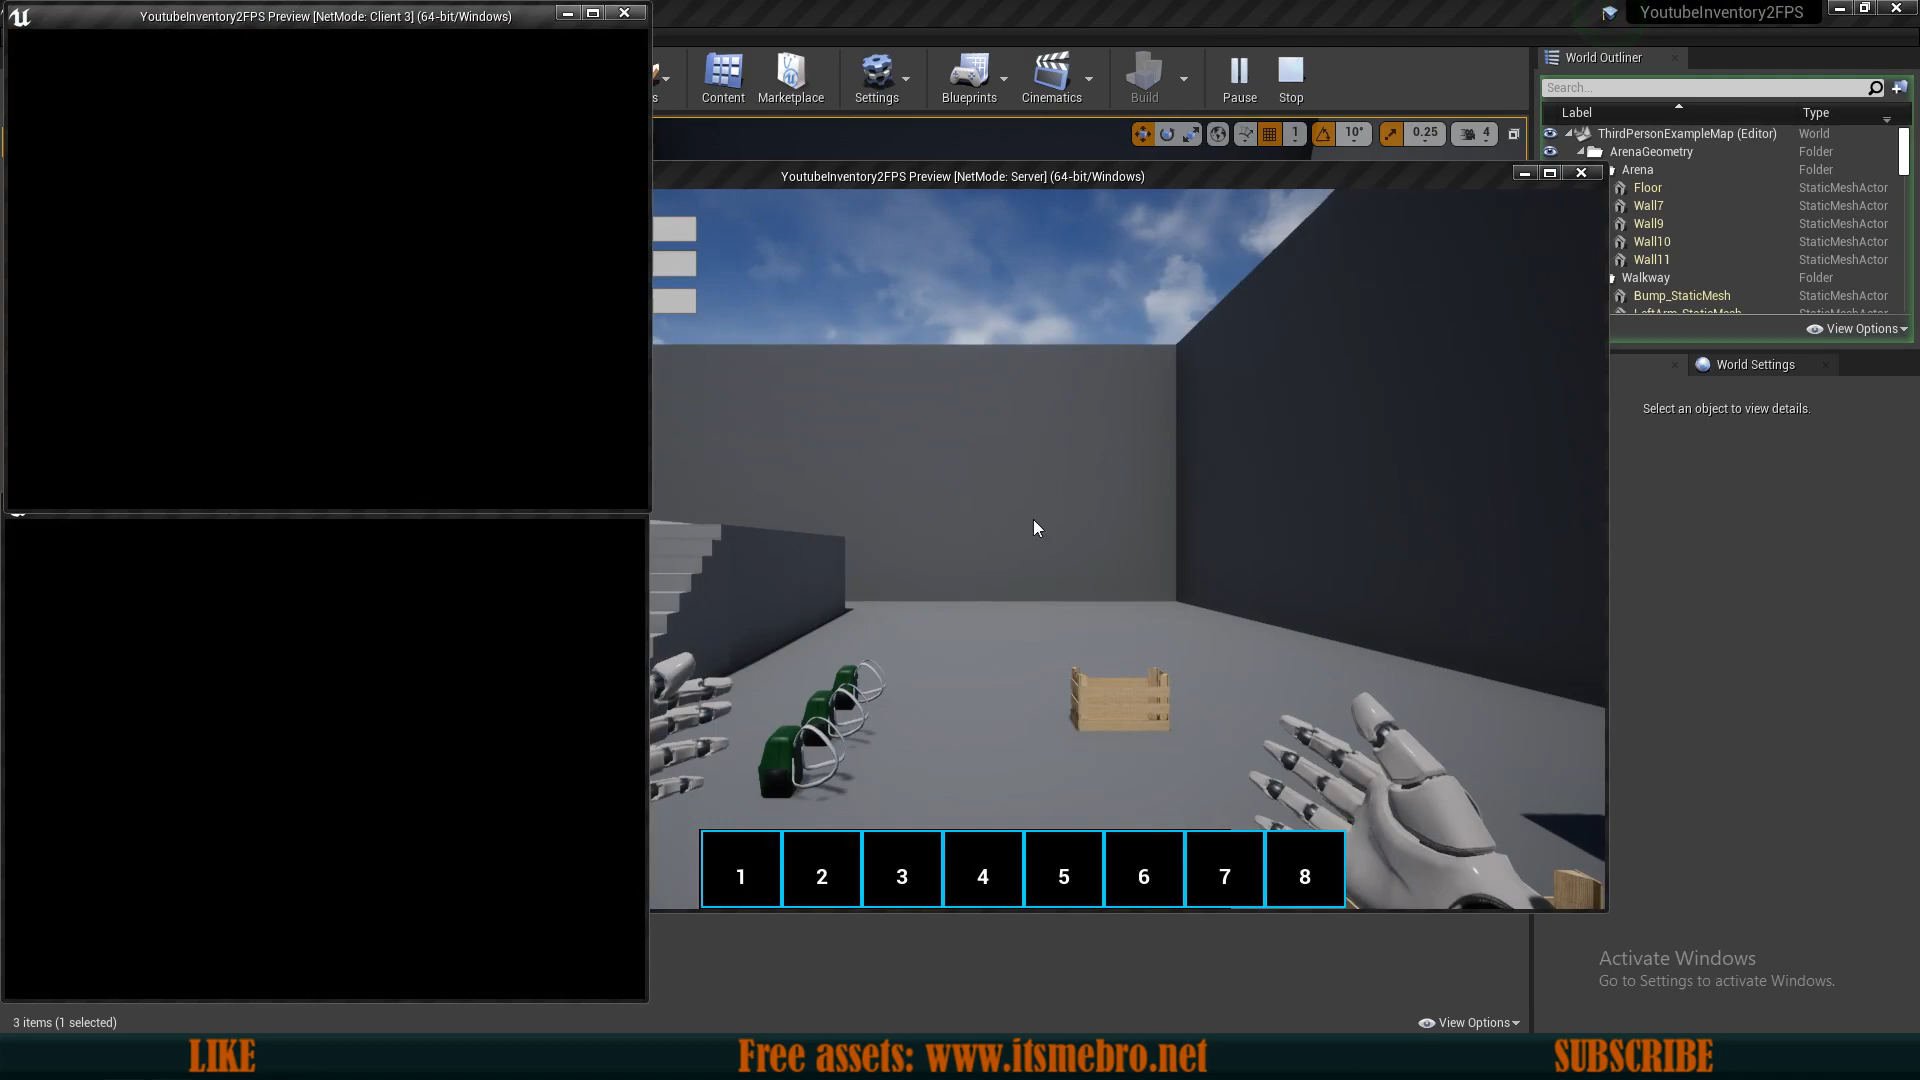 YoutubeInventory2FPS Preview [NetMode: Client 3] (64-bit/Windows)
YoutubeInventory2FPS
Content
Marketplace
Settings
Blueprints
Cinematics
Build
Pause
Stop
World Outliner
Search...
Label
Type
1
10°
0.25
4
ThirdPersonExampleMap (Editor) World
ArenaGeometry Folder
Arena Folder
Floor StaticMeshActor
Wall7 StaticMeshActor
Wall9 StaticMeshActor
Wall10 StaticMeshActor
Wall11 StaticMeshActor
Walkway Folder
Bump_StaticMesh StaticMeshActor
LeftArm_StaticMesh StaticMeshActor
View Options
YoutubeInventory2FPS Preview [NetMode: Server] (64-bit/Windows)
World Settings
Select an object to view details.
1 2 3 4 5 6 7 8
Activate Windows
Go to Settings to activate Windows.
3 items (1 selected)
View Options
LIKE
Free assets: www.itsmebro.net
SUBSCRIBE